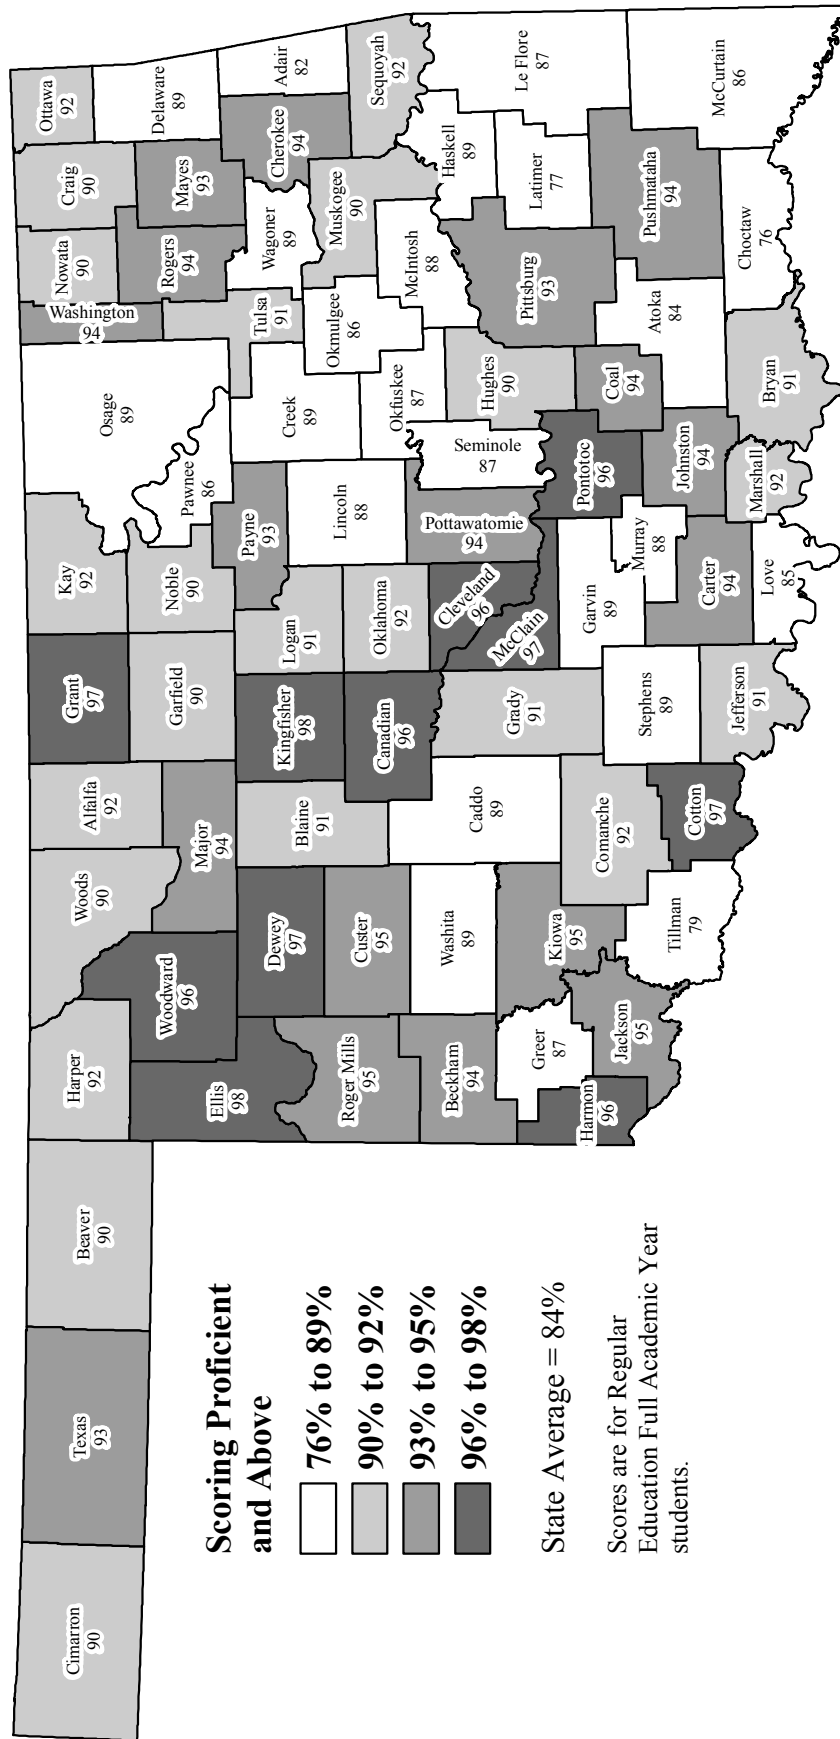 Cimarron
90
Texas
93
Beaver
90
Harper
92
Woods
90
Alfalfa
92
Grant
97
Kay
92
Osage
89
Washington
94
Nowata
90
Craig
90
Ottawa
92
Ellis
98
Woodward
96
Major
94
Garfield
90
Noble
90
Pawnee
86
Rogers
94
Mayes
93
Delaware
89
Roger Mills
95
Dewey
97
Blaine
91
Kingfisher
98
Logan
91
Payne
93
Creek
89
Tulsa
91
Wagoner
89
Cherokee
94
Adair
82
Custer
95
Canadian
96
Oklahoma
92
Lincoln
88
Okfuskee
87
Okmulgee
86
Muskogee
90
Sequoyah
92
Beckham
94
Washita
89
Caddo
89
Grady
91
Cleveland
96
McClain
97
Pottawatomie
94
Seminole
87
Hughes
90
McIntosh
88
Haskell
89
Le Flore
87
Harmon
96
Greer
87
Kiowa
95
Jackson
95
Comanche
92
Tillman
79
Cotton
97
Stephens
89
Jefferson
91
Garvin
89
Murray
88
Carter
94
Love
85
Pontotoc
96
Johnston
94
Marshall
92
Coal
94
Pittsburg
93
Latimer
77
Atoka
84
Bryan
91
Pushmataha
94
Choctaw
76
McCurtain
86
Scoring Proficient
and Above
76% to 89%
90% to 92%
93% to 95%
96% to 98%
State Average = 84%
Scores are for Regular
Education Full Academic Year
students.